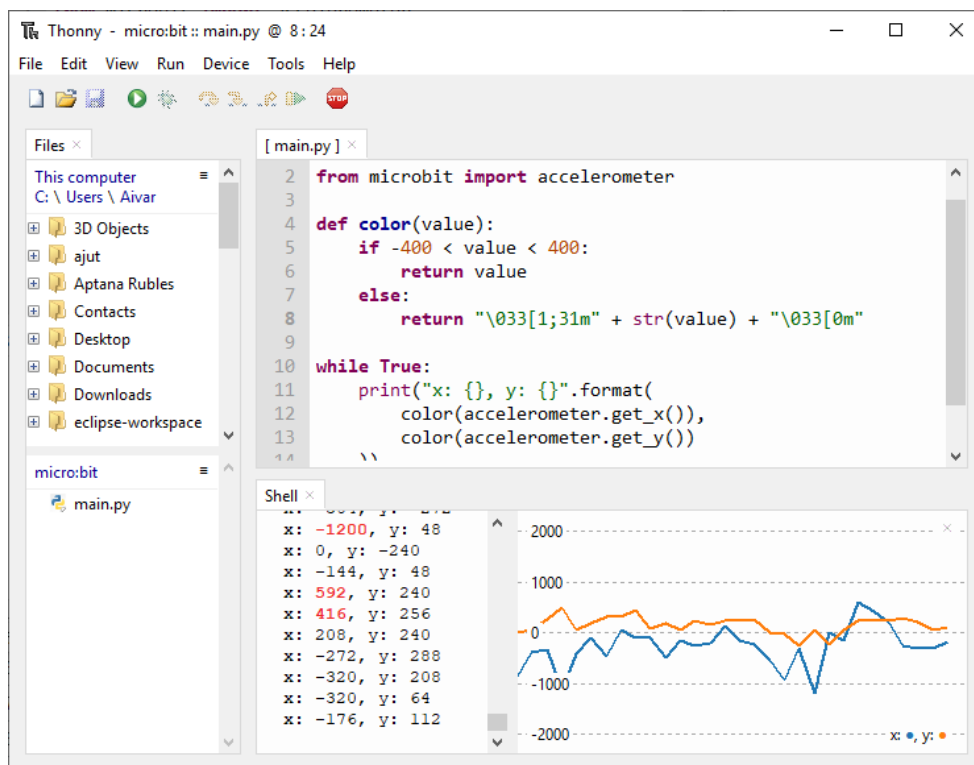 Thonny - micro:bit :: main.py @ 8 : 24
File Edit View Run Device Tools Help
STOP
Files
This computer
C: \ Users \ Aivar
3D Objects
ajut
Aptana Rubles
Contacts
Desktop
Documents
Downloads
eclipse-workspace
micro:bit
main.py
[ main.py ]
2 from microbit import accelerometer
3
4 def color(value):
5     if -400 < value < 400:
6         return value
7     else:
8         return "\033[1;31m" + str(value) + "\033[0m"
9
10 while True:
11     print("x: {}, y: {}".format(
12         color(accelerometer.get_x()),
13         color(accelerometer.get_y())
14     ))
Shell
x: -1200, y: 48
x: 0, y: -240
x: -144, y: 48
x: 592, y: 240
x: 416, y: 256
x: 208, y: 240
x: -272, y: 288
x: -320, y: 208
x: -320, y: 64
x: -176, y: 112
2000
1000
0
-1000
-2000
x: , y: